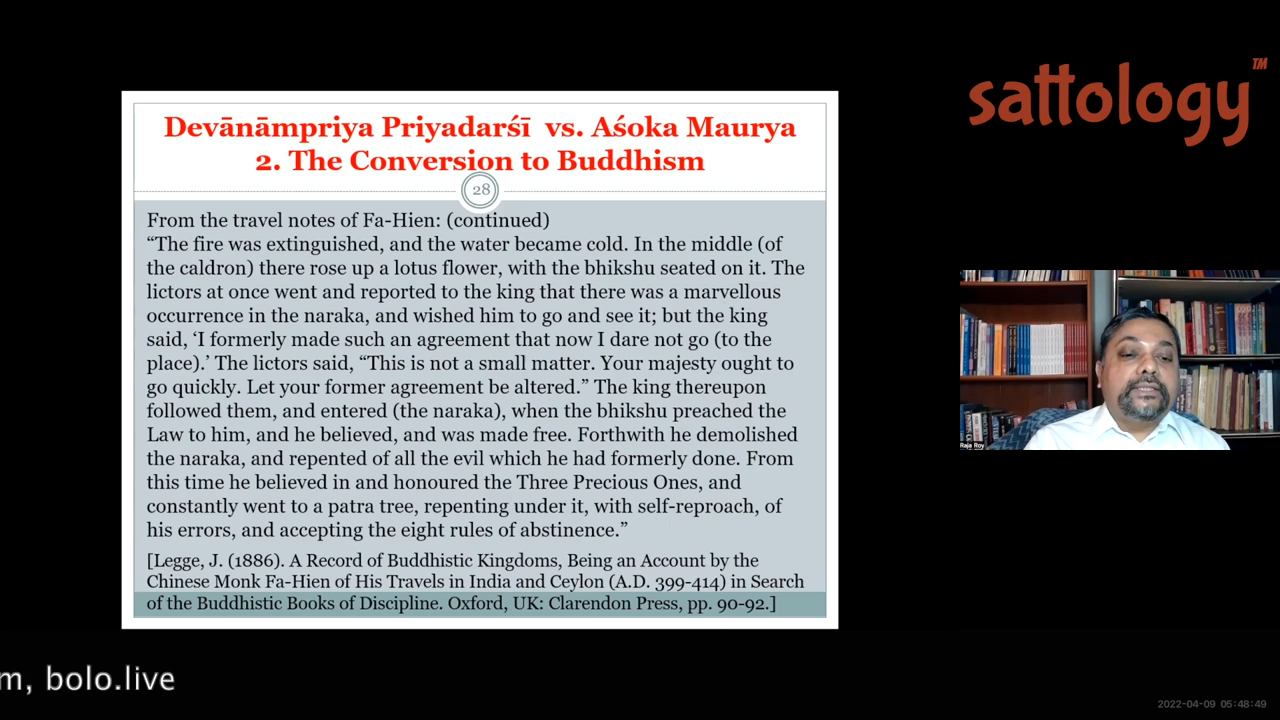 sattology™
Devānāmpriya Priyadarśī vs. Aśoka Maurya
2. The Conversion to Buddhism
28
From the travel notes of Fa-Hien: (continued)
“The fire was extinguished, and the water became cold. In the middle (of
the caldron) there rose up a lotus flower, with the bhikshu seated on it. The
lictors at once went and reported to the king that there was a marvellous
occurrence in the naraka, and wished him to go and see it; but the king
said, ‘I formerly made such an agreement that now I dare not go (to the
place).’ The lictors said, “This is not a small matter. Your majesty ought to
go quickly. Let your former agreement be altered.” The king thereupon
followed them, and entered (the naraka), when the bhikshu preached the
Law to him, and he believed, and was made free. Forthwith he demolished
the naraka, and repented of all the evil which he had formerly done. From
this time he believed in and honoured the Three Precious Ones, and
constantly went to a patra tree, repenting under it, with self-reproach, of
his errors, and accepting the eight rules of abstinence.”
[Legge, J. (1886). A Record of Buddhistic Kingdoms, Being an Account by the
Chinese Monk Fa-Hien of His Travels in India and Ceylon (A.D. 399-414) in Search
of the Buddhistic Books of Discipline. Oxford, UK: Clarendon Press, pp. 90-92.]
Raja Roy
m, bolo.live
2022-04-09 05:48:49